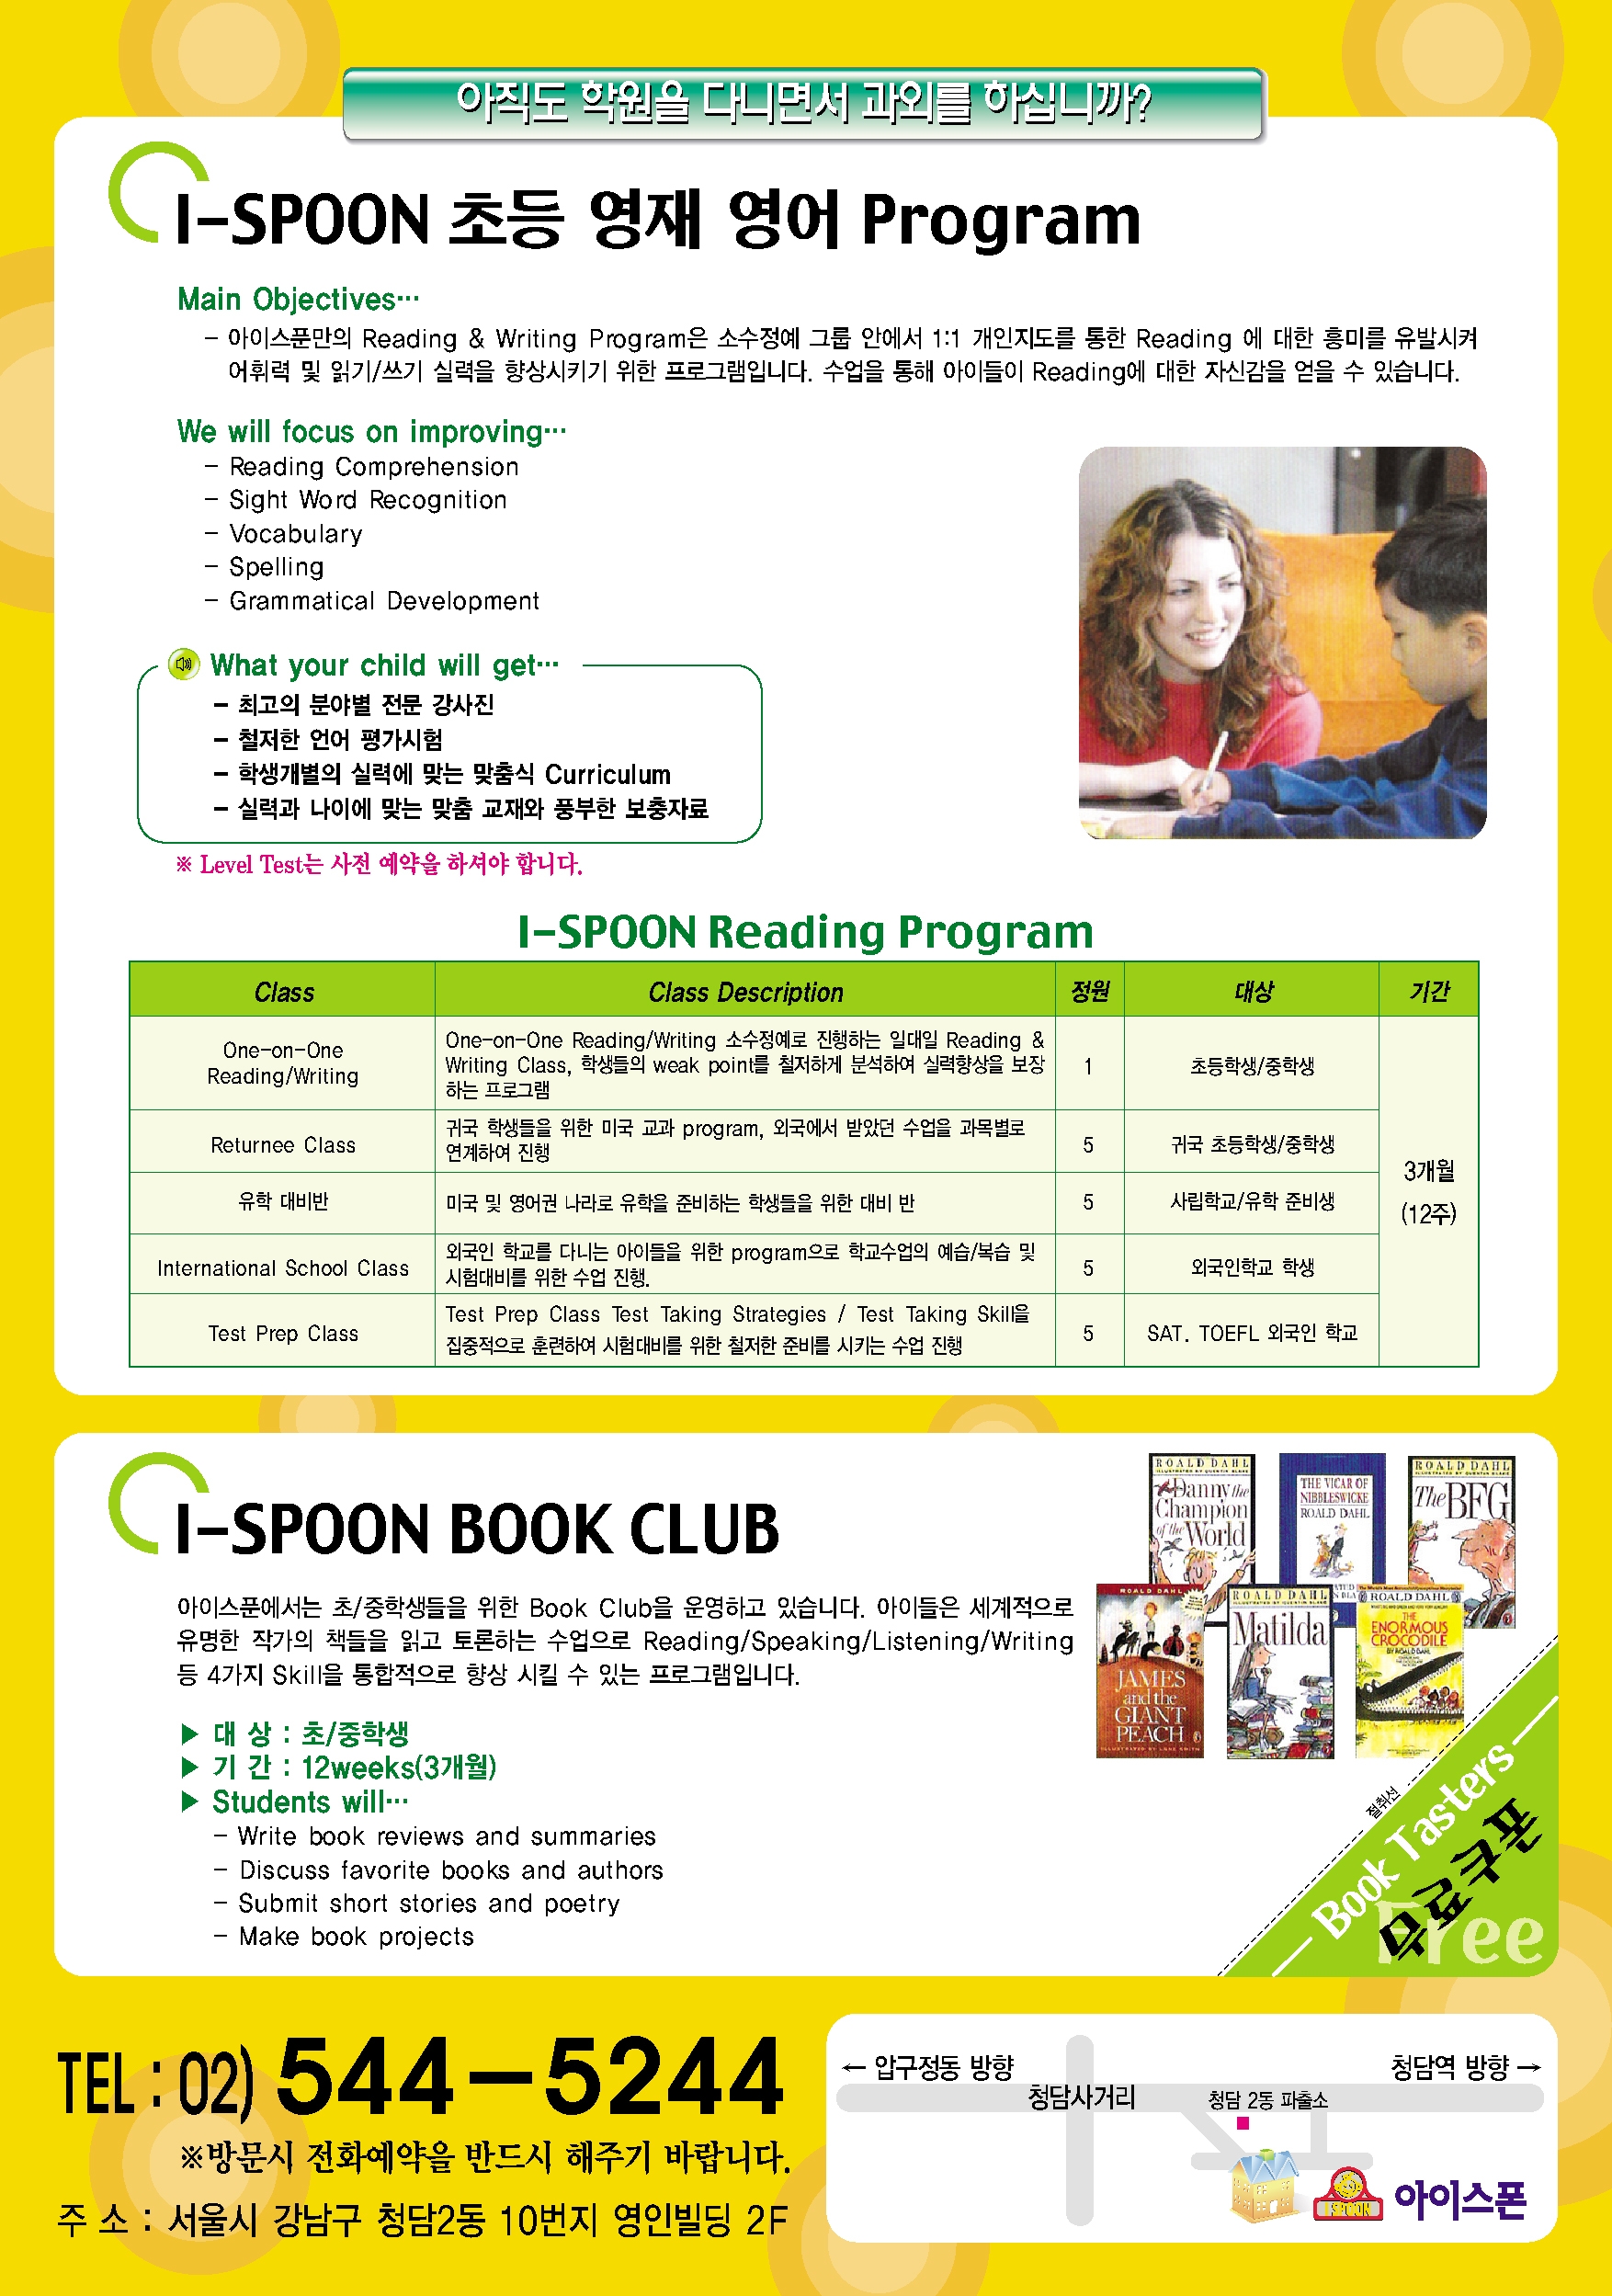 아직도 학원을 다니면서 과외를 하십니까?
I-SPOON 초등 영재 영어 Program
Main Objectives…
- 아이스푼만의 Reading & Writing Program은 소수정예 그룹 안에서 1:1 개인지도를 통한 Reading 에 대한 흥미를 유발시켜
어휘력 및 읽기/쓰기 실력을 향상시키기 위한 프로그램입니다. 수업을 통해 아이들이 Reading에 대한 자신감을 얻을 수 있습니다.
We will focus on improving…
- Reading Comprehension
- Sight Word Recognition
- Vocabulary
- Spelling
- Grammatical Development
What your child will get…
- 최고의 분야별 전문 강사진
- 철저한 언어 평가시험
- 학생개별의 실력에 맞는 맞춤식 Curriculum
- 실력과 나이에 맞는 맞춤 교재와 풍부한 보충자료
※ Level Test는 사전 예약을 하셔야 합니다.
I-SPOON Reading Program
Class Class Description 정원 대상 기간
One-on-One
Reading/Writing
One-on-One Reading/Writing 소수정예로 진행하는 일대일 Reading &
Writing Class, 학생들의 weak point를 철저하게 분석하여 실력향상을 보장
하는 프로그램
1
초등학생/중학생
Returnee Class
귀국 학생들을 위한 미국 교과 program, 외국에서 받았던 수업을 과목별로
연계하여 진행
5
귀국 초등학생/중학생
유학 대비반
미국 및 영어권 나라로 유학을 준비하는 학생들을 위한 대비 반
5
사립학교/유학 준비생
3개월
(12주)
International School Class
외국인 학교를 다니는 아이들을 위한 program으로 학교수업의 예습/복습 및
시험대비를 위한 수업 진행.
5
외국인학교 학생
Test Prep Class
Test Prep Class Test Taking Strategies / Test Taking Skill을
집중적으로 훈련하여 시험대비를 위한 철저한 준비를 시키는 수업 진행
5
SAT. TOEFL 외국인 학교
I-SPOON BOOK CLUB
아이스푼에서는 초/중학생들을 위한 Book Club을 운영하고 있습니다. 아이들은 세계적으로
유명한 작가의 책들을 읽고 토론하는 수업으로 Reading/Speaking/Listening/Writing
등 4가지 Skill을 통합적으로 향상 시킬 수 있는 프로그램입니다.
▶ 대 상 : 초/중학생
▶ 기 간 : 12weeks(3개월)
▶ Students will…
- Write book reviews and summaries
- Discuss favorite books and authors
- Submit short stories and poetry
- Make book projects
ROALD DAHL
ILLUSTRATED BY QUENTIN BLAKE
Danny the
Champion
of the World
THE VICAR OF
NIBBLESWICKE
ROALD DAHL
ROALD DAHL
ILLUSTRATED BY QUENTIN BLAKE
The BFG
ROALD DAHL
JAMES
and the
GIANT
PEACH
ILLUSTRATED BY LANE SMITH
ROALD DAHL
Matilda
ROALD DAHL
THE
ENORMOUS
CROCODILE
절취선
Book Tasters
무료쿠폰
Free
TEL : 02) 544-5244
※방문시 전화예약을 반드시 해주기 바랍니다.
주 소 : 서울시 강남구 청담2동 10번지 영인빌딩 2F
← 압구정동 방향
청담역 방향 →
청담사거리
청담 2동 파출소
I SPOON
아이스푼